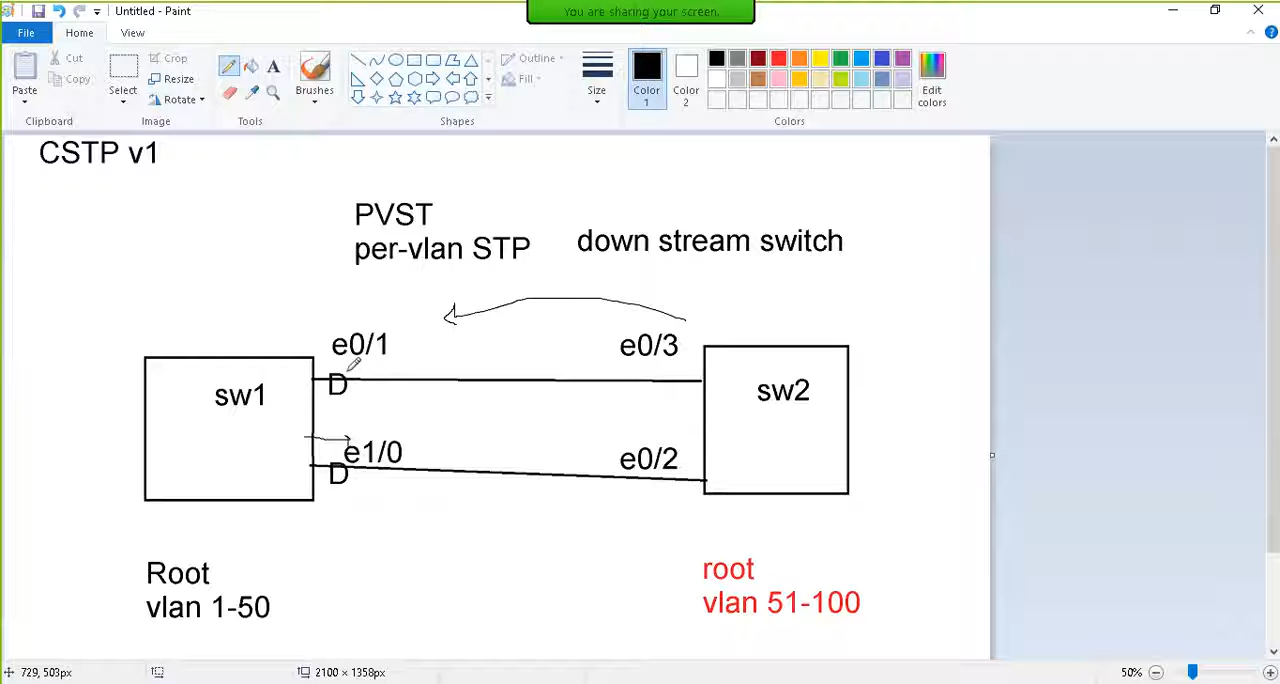 You are sharing your screen.
Untitled - Paint
File Home View
Paste
Cut
Copy
Clipboard
Select
Crop
Resize
Rotate
Image
A
Tools
Brushes
Outline
Fill
Shapes
Size
Color 1
Color 2
Edit colors
Colors
CSTP v1
PVST
per-vlan STP
down stream switch
e0/1
e0/3
D
sw1
sw2
e1/0
e0/2
D
Root
vlan 1-50
root
vlan 51-100
729, 503px
2100 × 1358px
50%